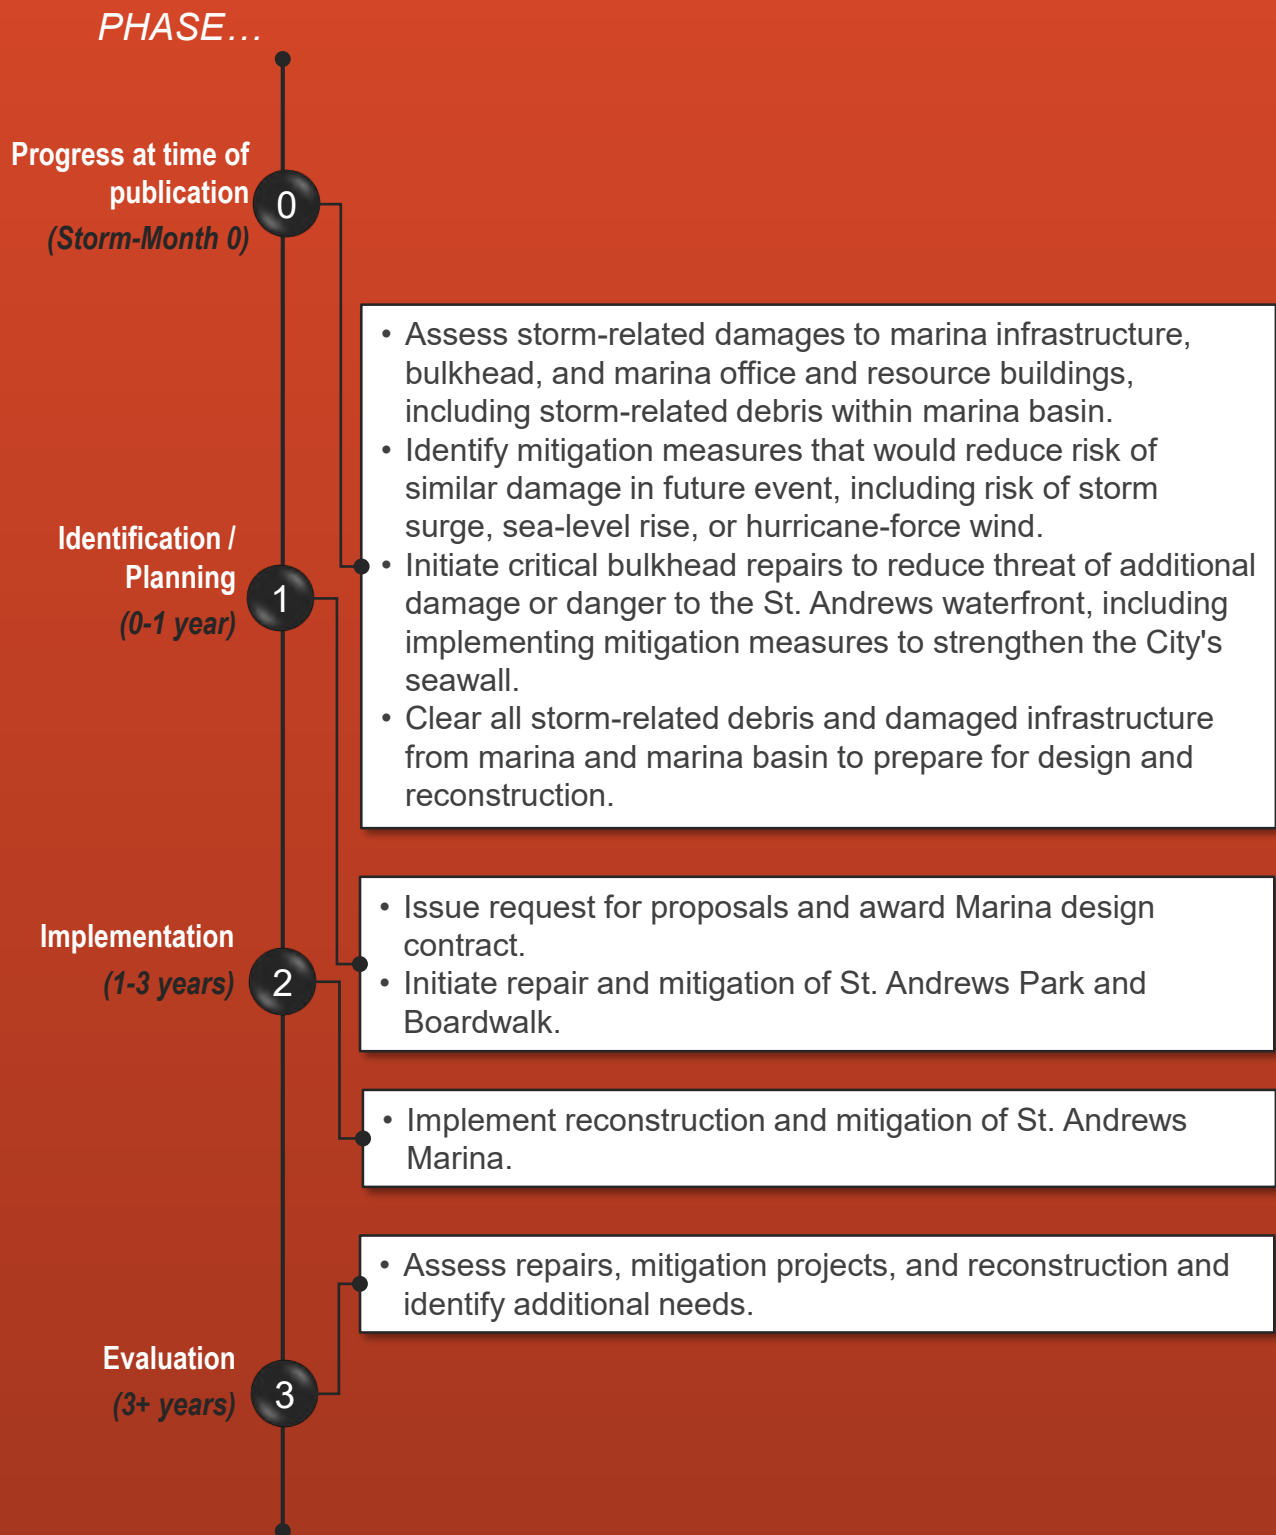 PHASE…
Progress at time of
publication
(Storm-Month 0)
0
• Assess storm-related damages to marina infrastructure,
bulkhead, and marina office and resource buildings,
including storm-related debris within marina basin.
• Identify mitigation measures that would reduce risk of
similar damage in future event, including risk of storm
surge, sea-level rise, or hurricane-force wind.
• Initiate critical bulkhead repairs to reduce threat of additional
damage or danger to the St. Andrews waterfront, including
implementing mitigation measures to strengthen the City's
seawall.
• Clear all storm-related debris and damaged infrastructure
from marina and marina basin to prepare for design and
reconstruction.
Identification /
Planning
(0-1 year)
1
• Issue request for proposals and award Marina design
contract.
• Initiate repair and mitigation of St. Andrews Park and
Boardwalk.
Implementation
(1-3 years)
2
• Implement reconstruction and mitigation of St. Andrews
Marina.
• Assess repairs, mitigation projects, and reconstruction and
identify additional needs.
Evaluation
(3+ years)
3